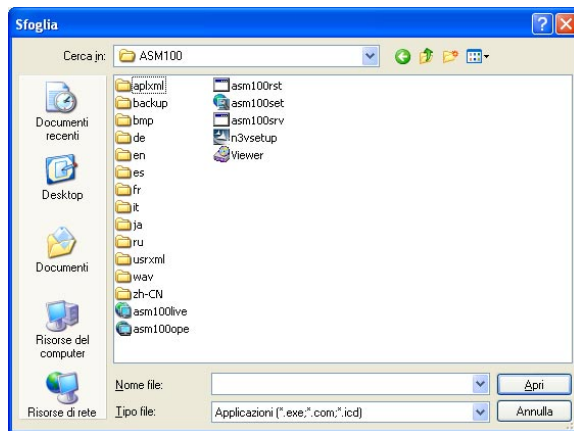 Sfoglia
Cerca in:
ASM100
Documenti
recenti
Desktop
Documenti
Risorse del
computer
Risorse di rete
aplxml
backup
bmp
de
en
es
fr
it
ja
ru
usrxml
wav
zh-CN
asm100live
asm100ope
asm100rst
asm100set
asm100srv
n3vsetup
Viewer
Nome file:
Apri
Tipo file:
Applicazioni (*.exe;*.com;*.icd)
Annulla